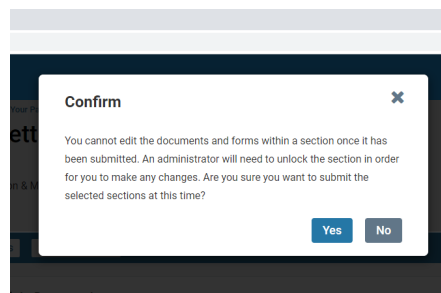 Confirm
Your
ett
You cannot edit the documents and forms within a section once it has
been submitted. An administrator will need to unlock the section in order
for you to make any changes. Are you sure you want to submit the
selected sections at this time?
n & M
Yes No